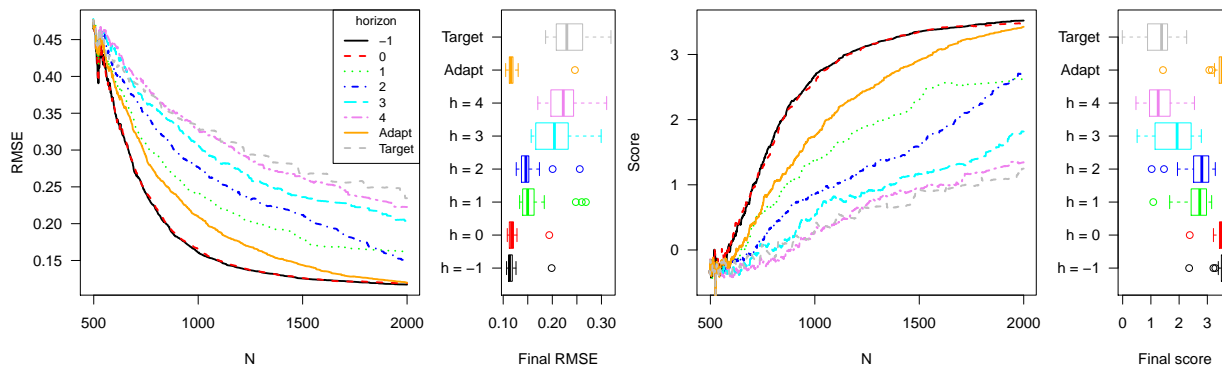 RMSE
0.45
0.40
0.35
0.30
0.25
0.20
0.15
500
1000
1500
2000
N
horizon
−1
0
1
2
3
4
Adapt
Target
Target
Adapt
h = 4
h = 3
h = 2
h = 1
h = 0
h = −1
0.10
0.20
0.30
Final RMSE
Score
3
2
1
0
500
1000
1500
2000
N
Target
Adapt
h = 4
h = 3
h = 2
h = 1
h = 0
h = −1
0
1
2
3
Final score